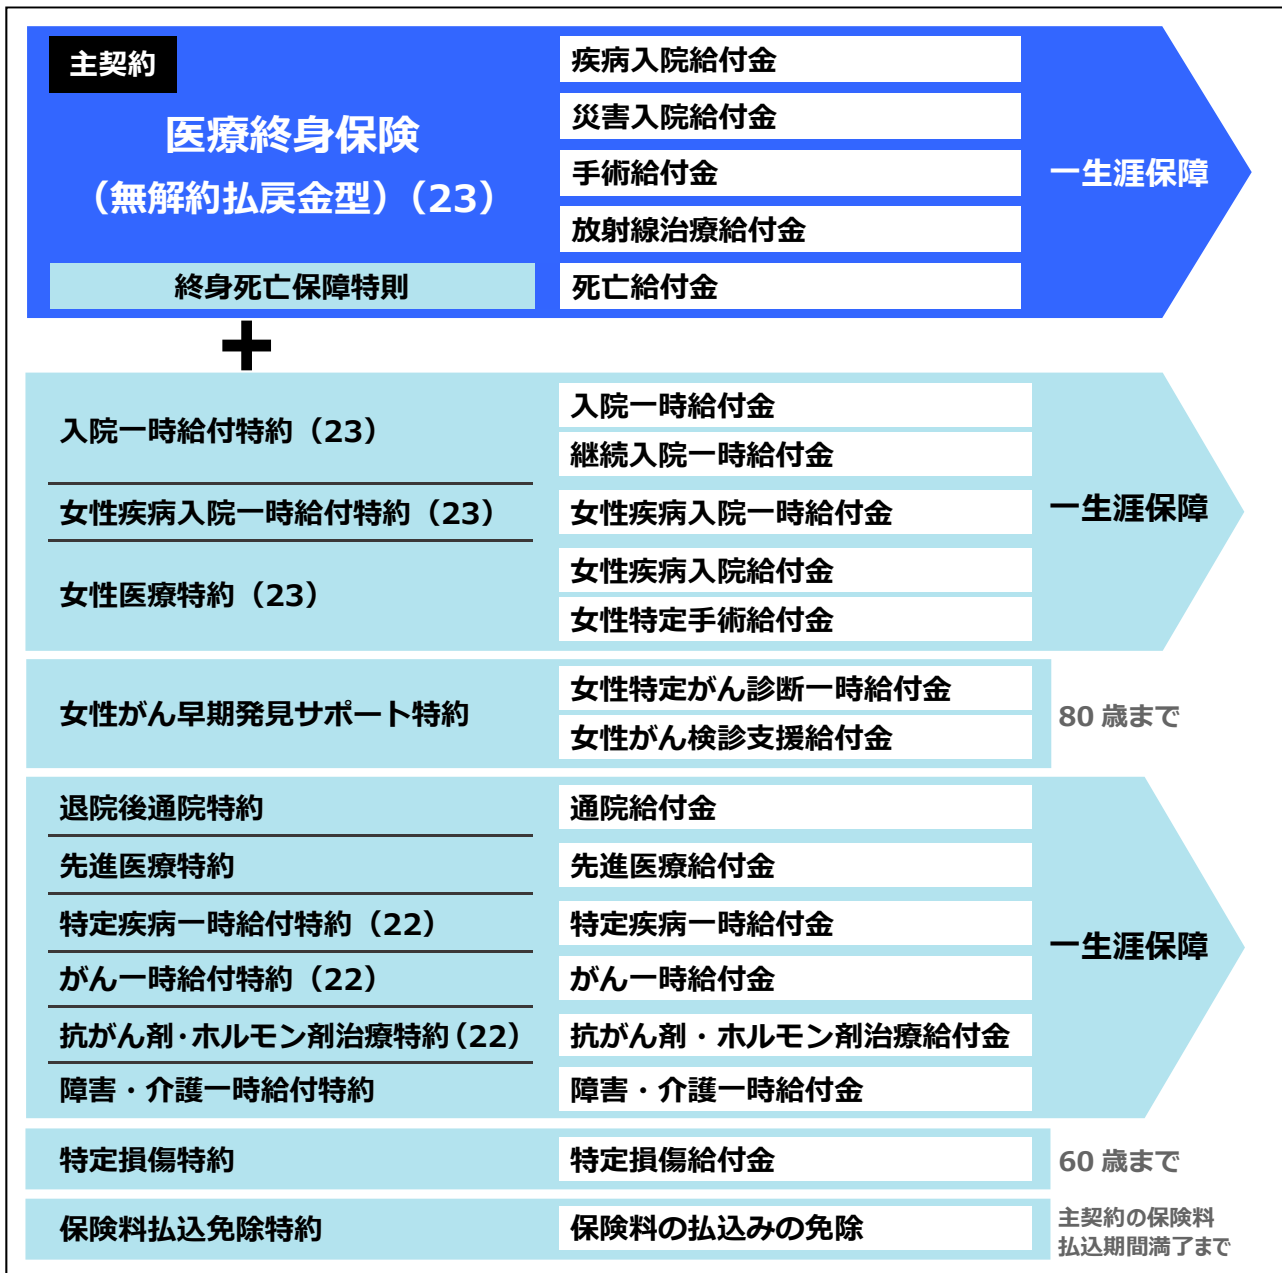 主契約
医療終身保険
（無解約払戻金型）（23）
終身死亡保障特則
疾病入院給付金
災害入院給付金
手術給付金
放射線治療給付金
死亡給付金
一生涯保障
+
入院一時給付特約（23）
入院一時給付金
継続入院一時給付金
女性疾病入院一時給付特約（23）
女性疾病入院一時給付金
女性医療特約（23）
女性疾病入院給付金
女性特定手術給付金
一生涯保障
女性がん早期発見サポート特約
女性特定がん診断一時給付金
女性がん検診支援給付金
80 歳まで
退院後通院特約
通院給付金
先進医療特約
先進医療給付金
特定疾病一時給付特約（22）
特定疾病一時給付金
がん一時給付特約（22）
がん一時給付金
抗がん剤・ホルモン剤治療特約（22）
抗がん剤・ホルモン剤治療給付金
障害・介護一時給付特約
障害・介護一時給付金
一生涯保障
特定損傷特約
特定損傷給付金
60 歳まで
保険料払込免除特約
保険料の払込みの免除
主契約の保険料
払込期間満了まで